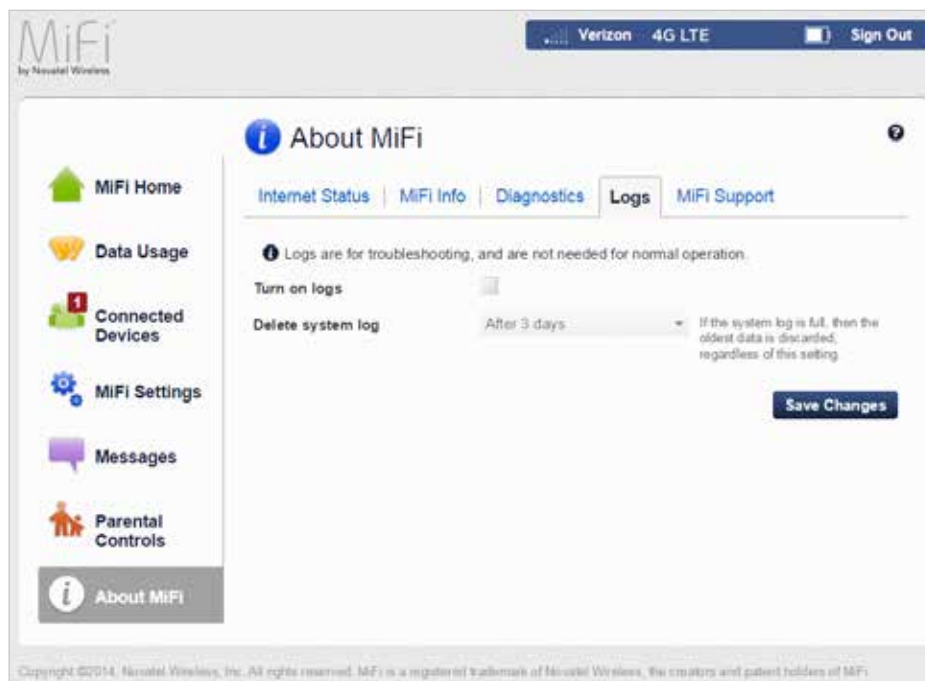 MiFi
by Novatel Wireless
Verizon 4G LTE Sign Out
About MiFi
Internet Status | MiFi Info | Diagnostics Logs MiFi Support
Logs are for troubleshooting, and are not needed for normal operation.
Turn on logs
Delete system log After 3 days
If the system log is full, then the
oldest data is discarded,
regardless of this setting.
Save Changes
MiFi Home
Data Usage
1
Connected
Devices
MiFi Settings
Messages
Parental
Controls
About MiFi
Copyright ©2014, Novatel Wireless, Inc. All rights reserved. MiFi is a registered trademark of Novatel Wireless, the creators and patent holders of MiFi.